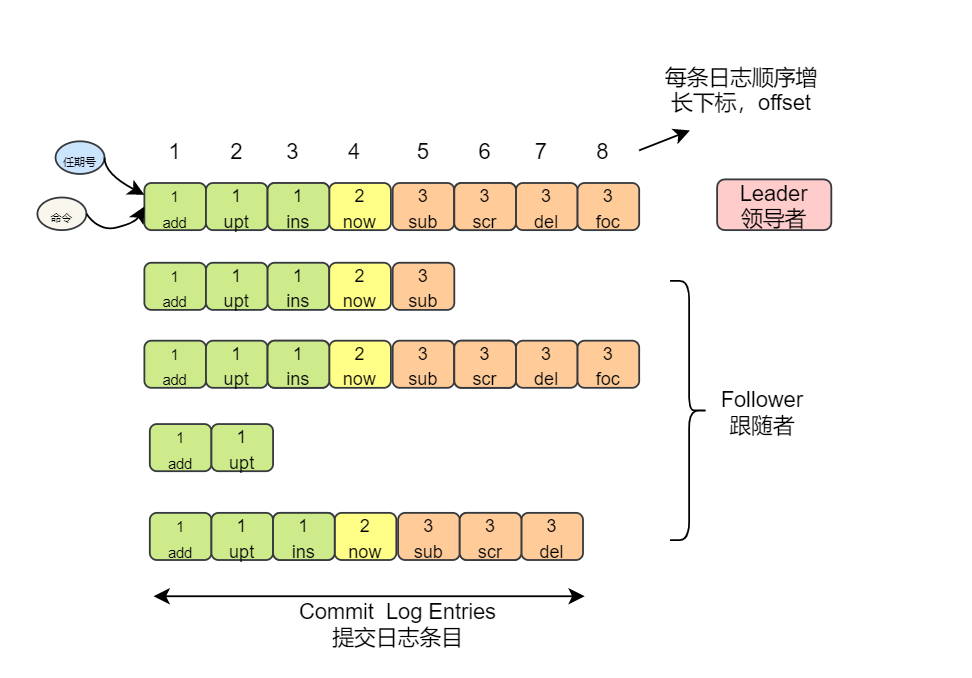 每条日志顺序增
长下标，offset
1 2 3 4 5 6 7 8
任期号
命令
1 1 1 2 3 3 3 3
add upt ins now sub scr del foc
Leader
领导者
1 1 1 2 3
add upt ins now sub
1 1 1 2 3 3 3 3
add upt ins now sub scr del foc
Follower
跟随者
1 1
add upt
1 1 1 2 3 3 3
add upt ins now sub scr del
Commit Log Entries
提交日志条目